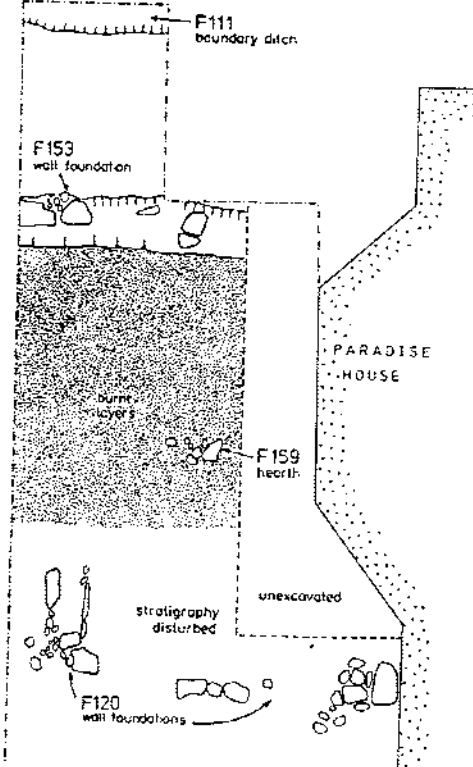 F111
boundary ditch
F153
wall foundation
PARADISE
HOUSE
burnt
layers
F159
hearth
unexcavated
stratigraphy
disturbed
F120
wall foundations